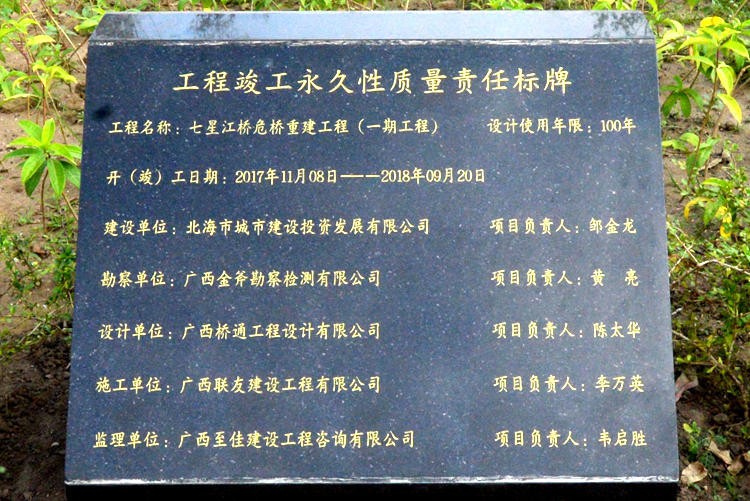 工程竣工永久性质量责任标牌
工程名称：七星江桥危桥重建工程（一期工程） 设计使用年限：100年
开（竣）工日期：2017年11月08日———2018年09月20日
建设单位：北海市城市建设投资发展有限公司 项目负责人：邹金龙
勘察单位：广西金斧勘察检测有限公司 项目负责人：黄 亮
设计单位：广西桥通工程设计有限公司 项目负责人：陈太华
施工单位：广西联友建设工程有限公司 项目负责人：李万英
监理单位：广西至佳建设工程咨询有限公司 项目负责人：韦启胜